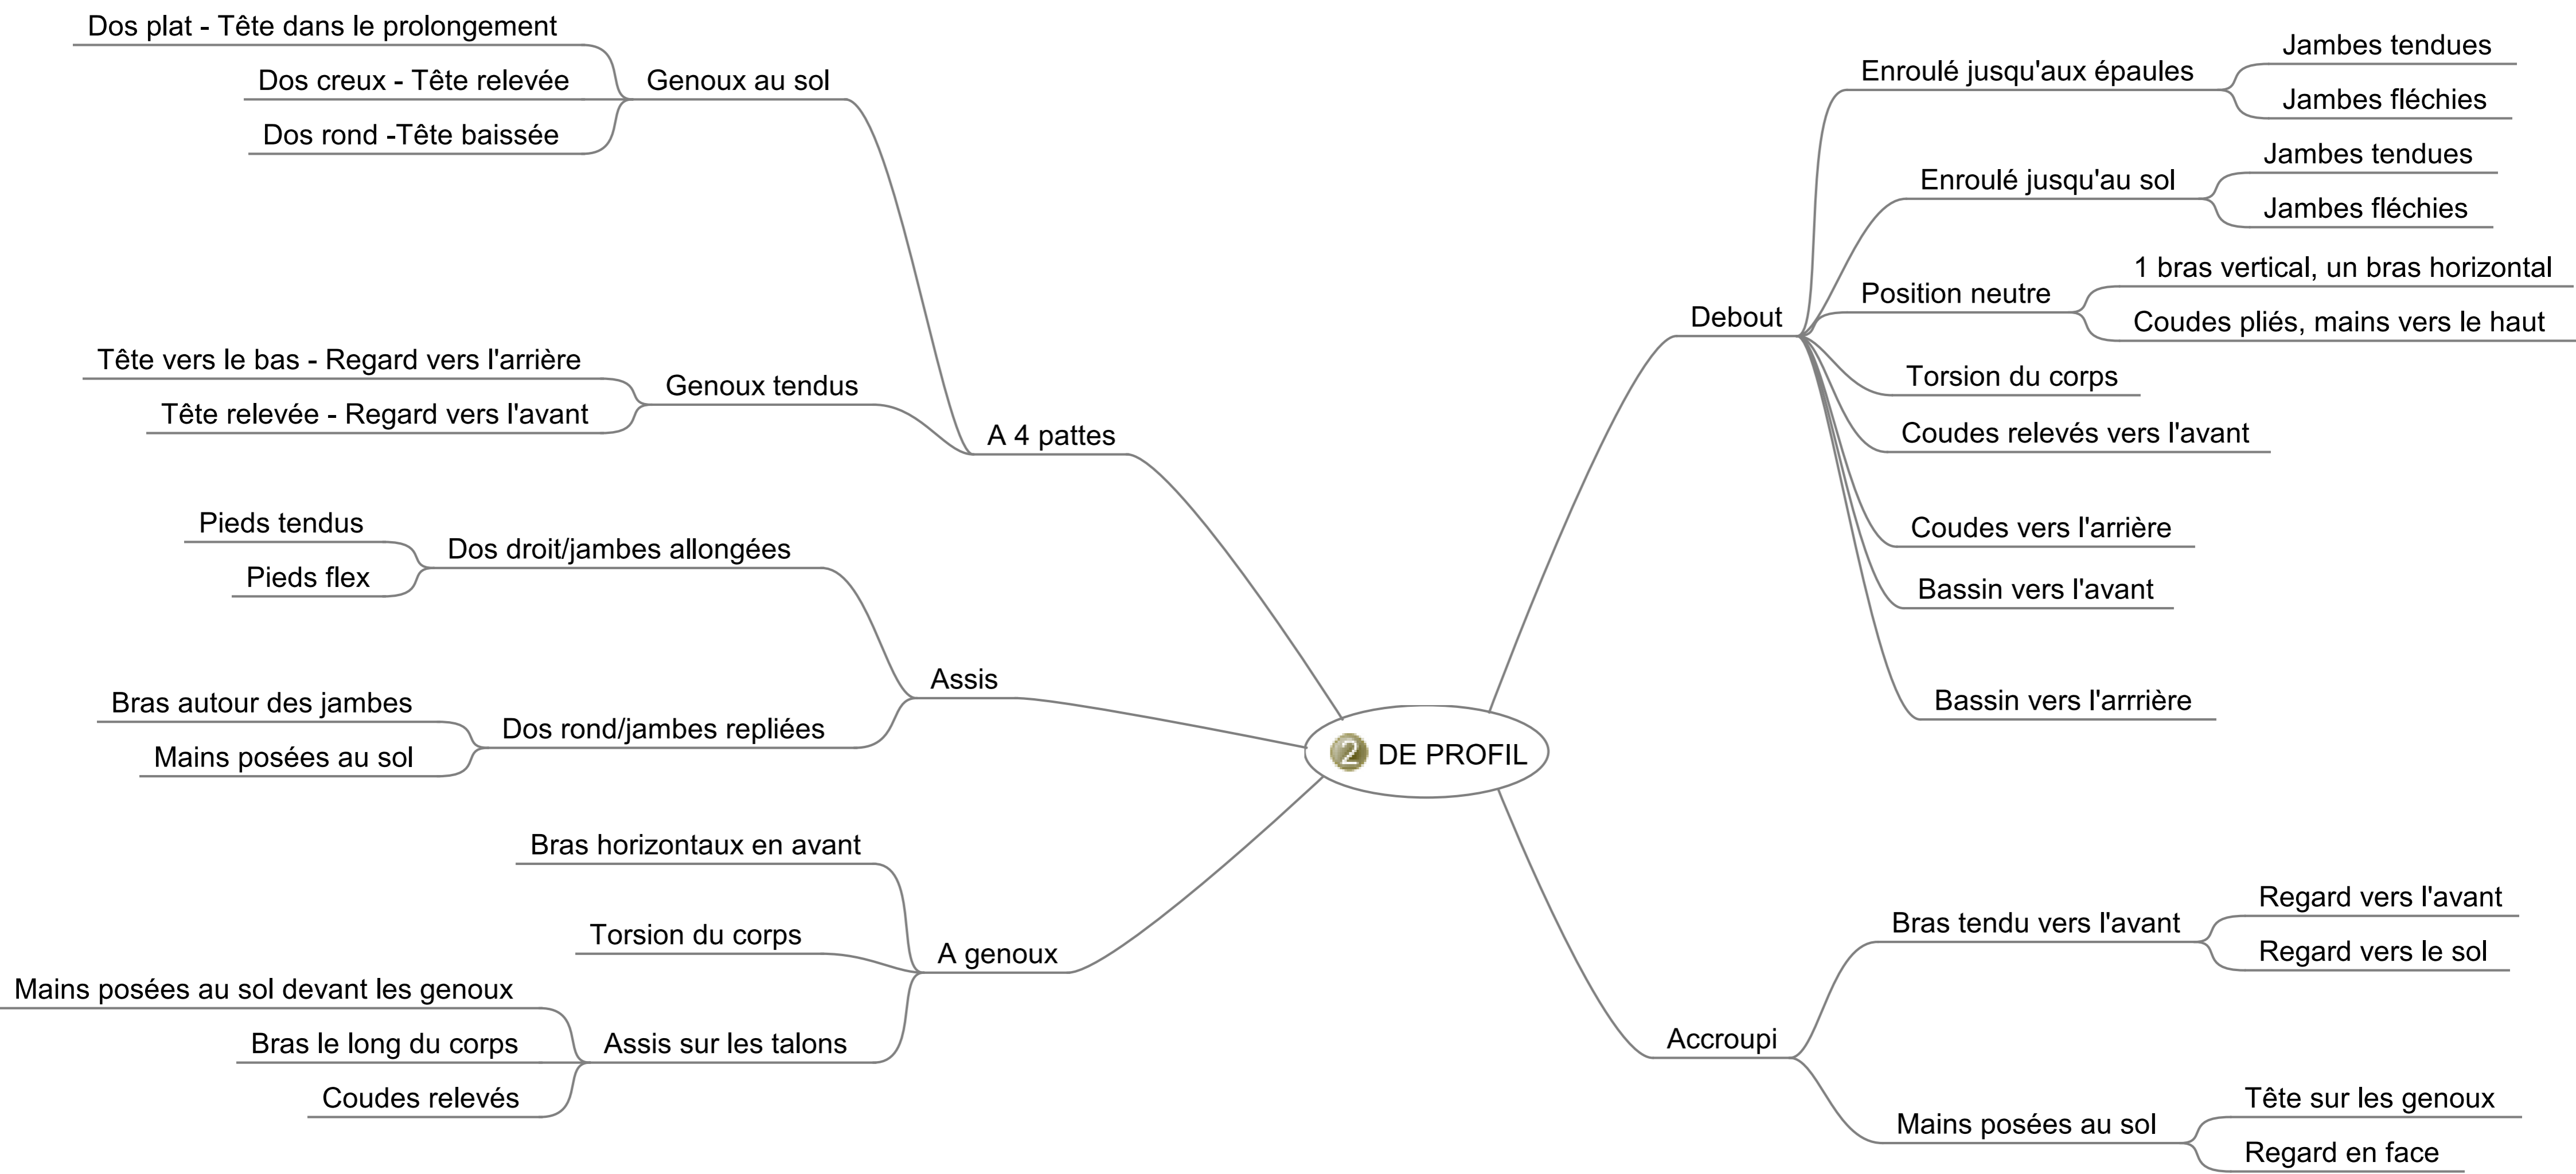 Dos plat - Tête dans le prolongement
Dos creux - Tête relevée
Dos rond -Tête baissée
Genoux au sol
Tête vers le bas - Regard vers l'arrière
Tête relevée - Regard vers l'avant
Genoux tendus
A 4 pattes
Pieds tendus
Pieds flex
Dos droit/jambes allongées
Bras autour des jambes
Mains posées au sol
Dos rond/jambes repliées
Assis
Bras horizontaux en avant
Torsion du corps
Mains posées au sol devant les genoux
Bras le long du corps
Coudes relevés
Assis sur les talons
A genoux
2 DE PROFIL
Debout
Enroulé jusqu'aux épaules
Jambes tendues
Jambes fléchies
Enroulé jusqu'au sol
Jambes tendues
Jambes fléchies
Position neutre
1 bras vertical, un bras horizontal
Coudes pliés, mains vers le haut
Torsion du corps
Coudes relevés vers l'avant
Coudes vers l'arrière
Bassin vers l'avant
Bassin vers l'arrrière
Accroupi
Bras tendu vers l'avant
Regard vers l'avant
Regard vers le sol
Mains posées au sol
Tête sur les genoux
Regard en face